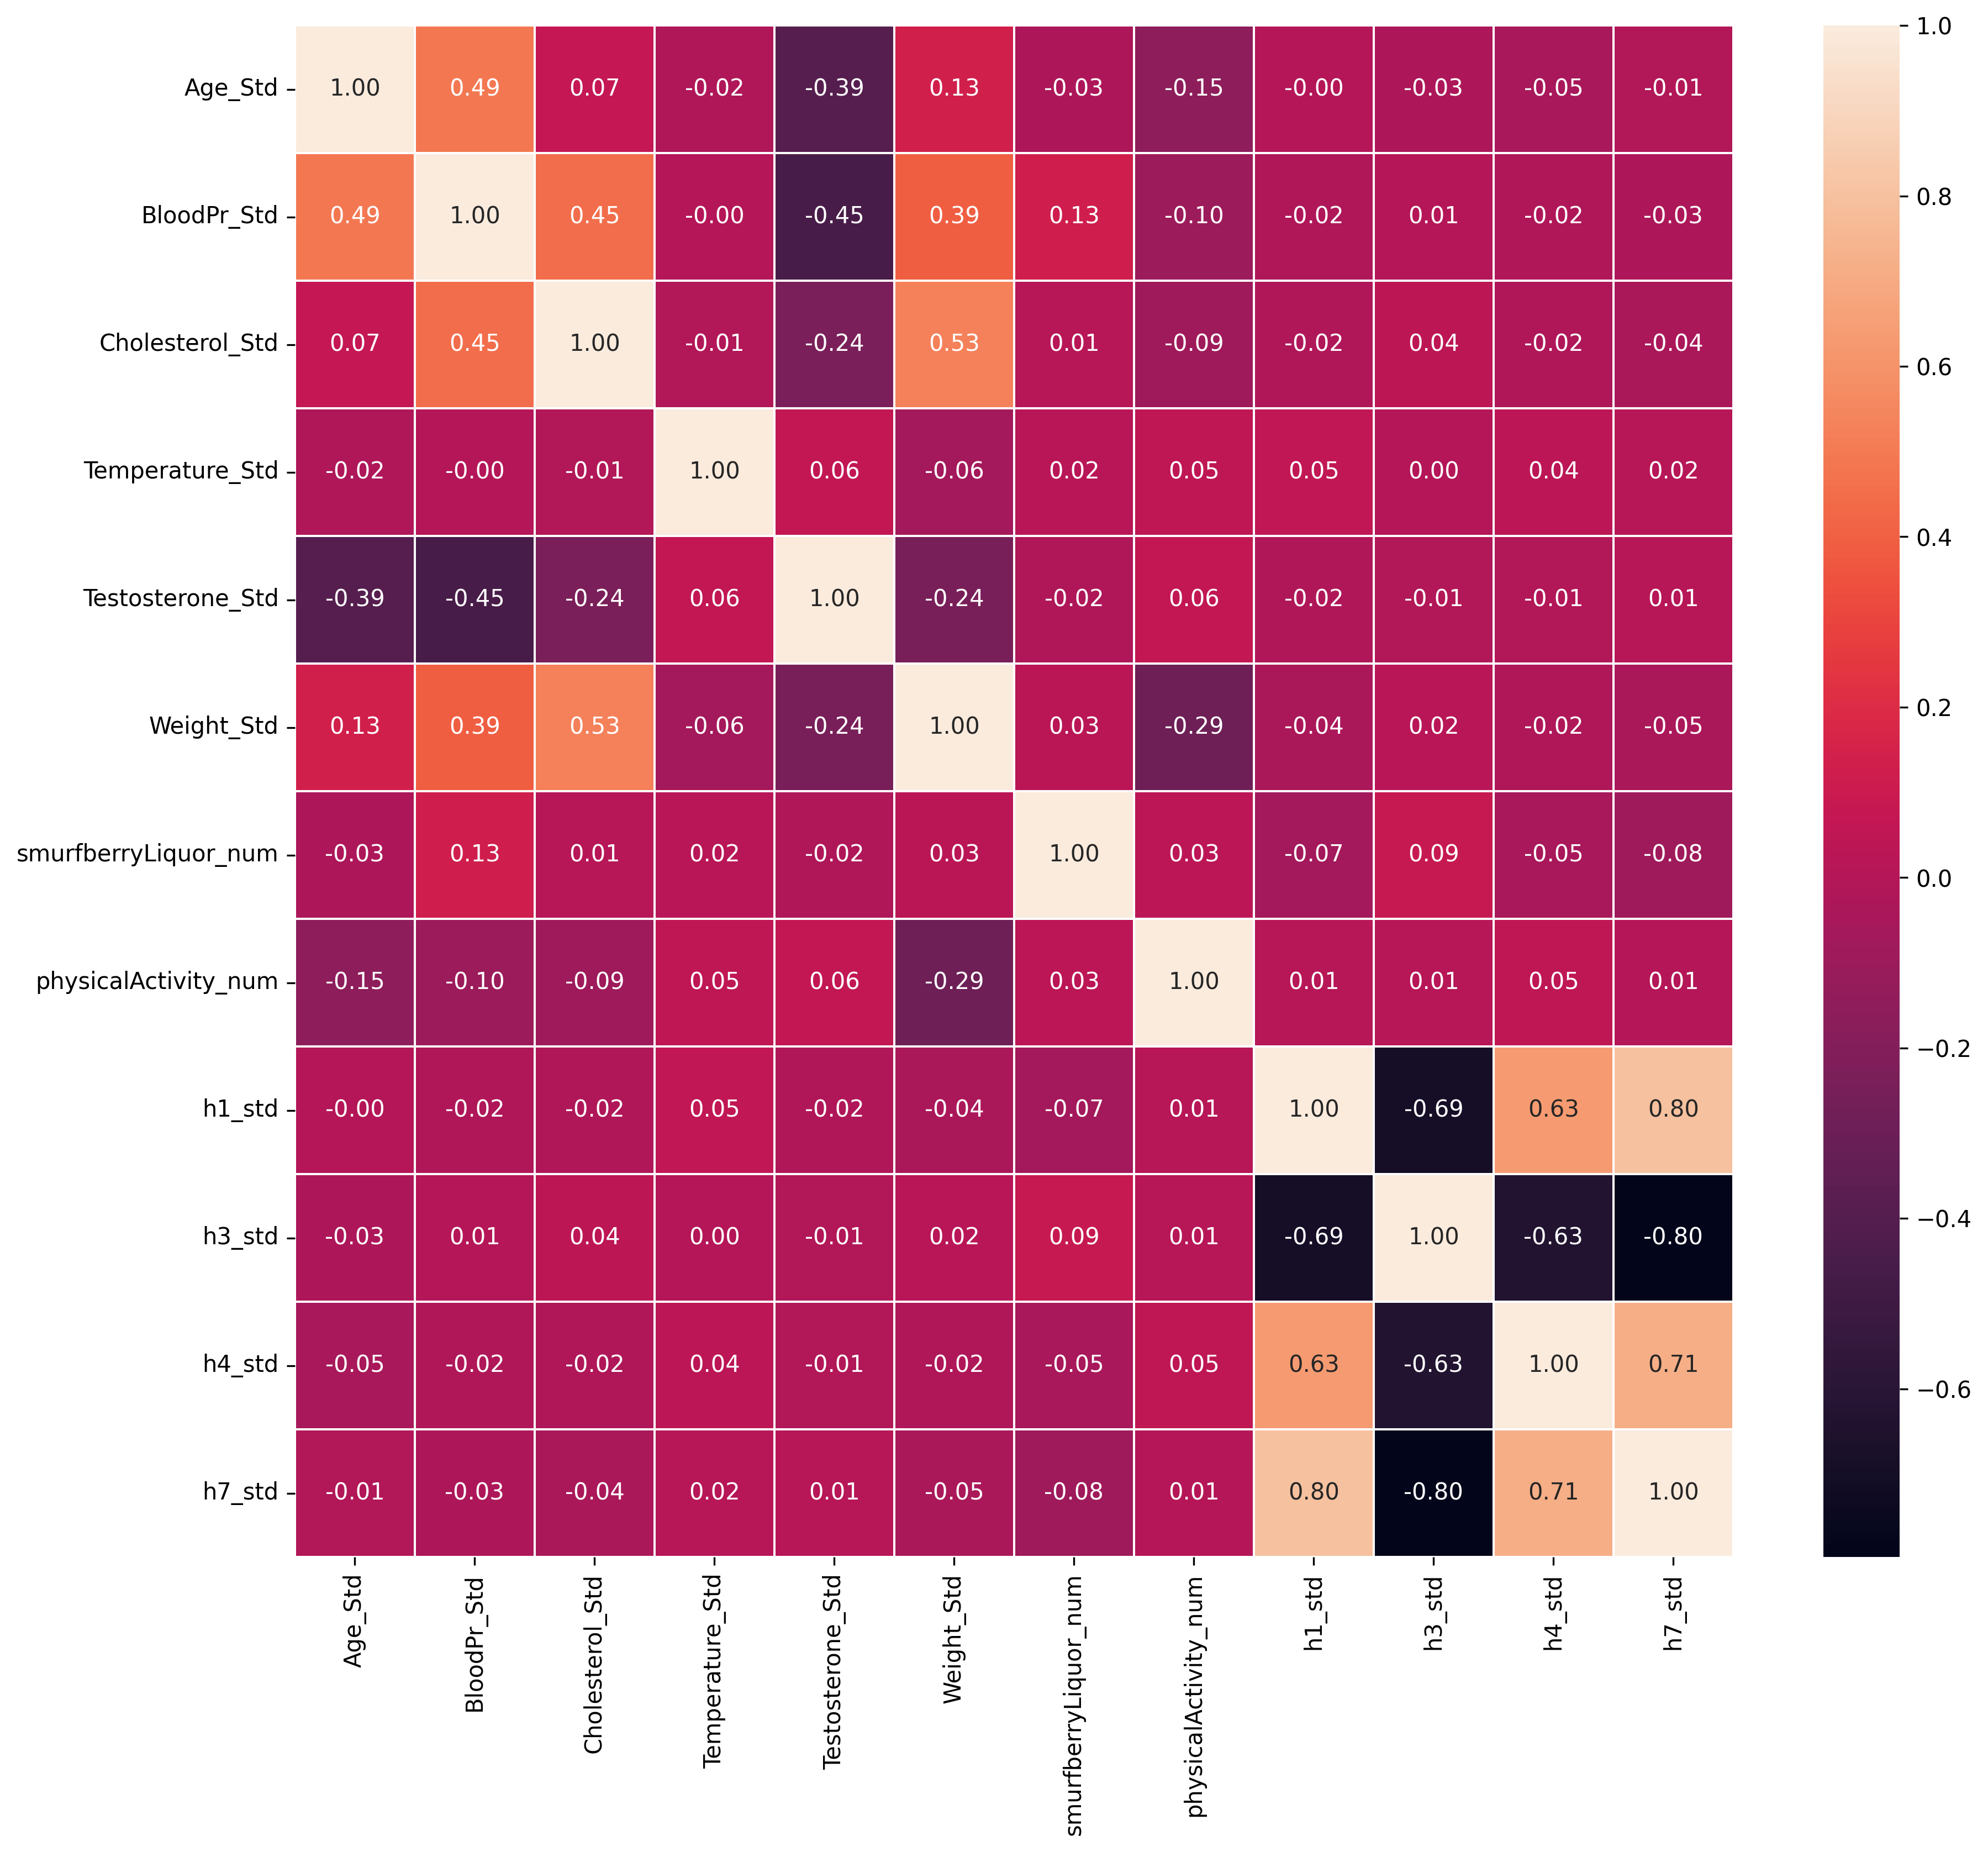 Age_Std 1.00 0.49 0.07 -0.02 -0.39 0.13 -0.03 -0.15 -0.00 -0.03 -0.05 -0.01
BloodPr_Std 0.49 1.00 0.45 -0.00 -0.45 0.39 0.13 -0.10 -0.02 0.01 -0.02 -0.03
Cholesterol_Std 0.07 0.45 1.00 -0.01 -0.24 0.53 0.01 -0.09 -0.02 0.04 -0.02 -0.04
Temperature_Std -0.02 -0.00 -0.01 1.00 0.06 -0.06 0.02 0.05 0.05 0.00 0.04 0.02
Testosterone_Std -0.39 -0.45 -0.24 0.06 1.00 -0.24 -0.02 0.06 -0.02 -0.01 -0.01 0.01
Weight_Std 0.13 0.39 0.53 -0.06 -0.24 1.00 0.03 -0.29 -0.04 0.02 -0.02 -0.05
smurfberryLiquor_num -0.03 0.13 0.01 0.02 -0.02 0.03 1.00 0.03 -0.07 0.09 -0.05 -0.08
physicalActivity_num -0.15 -0.10 -0.09 0.05 0.06 -0.29 0.03 1.00 0.01 0.01 0.05 0.01
h1_std -0.00 -0.02 -0.02 0.05 -0.02 -0.04 -0.07 0.01 1.00 -0.69 0.63 0.80
h3_std -0.03 0.01 0.04 0.00 -0.01 0.02 0.09 0.01 -0.69 1.00 -0.63 -0.80
h4_std -0.05 -0.02 -0.02 0.04 -0.01 -0.02 -0.05 0.05 0.63 -0.63 1.00 0.71
h7_std -0.01 -0.03 -0.04 0.02 0.01 -0.05 -0.08 0.01 0.80 -0.80 0.71 1.00
Age_Std
BloodPr_Std
Cholesterol_Std
Temperature_Std
Testosterone_Std
Weight_Std
smurfberryLiquor_num
physicalActivity_num
h1_std
h3_std
h4_std
h7_std
1.0
0.8
0.6
0.4
0.2
0.0
−0.2
−0.4
−0.6